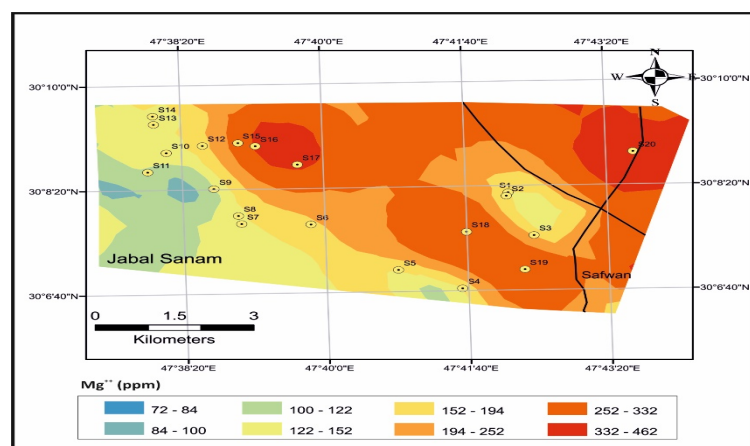 47°38'20"E 47°40'0"E 47°41'40"E 47°43'20"E
N
W E
S
30°10'0"N 30°10'0"N
S14
S13
S15
S12 S16
S10
S20
S17
S11
30°8'20"N 30°8'20"N
S9
S1
S2
S8
S7 S6
S18 S3
Jabal Sanam
S5 S19
Safwan
S4
30°6'40"N 30°6'40"N
0 1.5 3
Kilometers
47°38'20"E 47°40'0"E 47°41'40"E 47°43'20"E
Mg⁺⁺ (ppm)
72 - 84 100 - 122 152 - 194 252 - 332
84 - 100 122 - 152 194 - 252 332 - 462